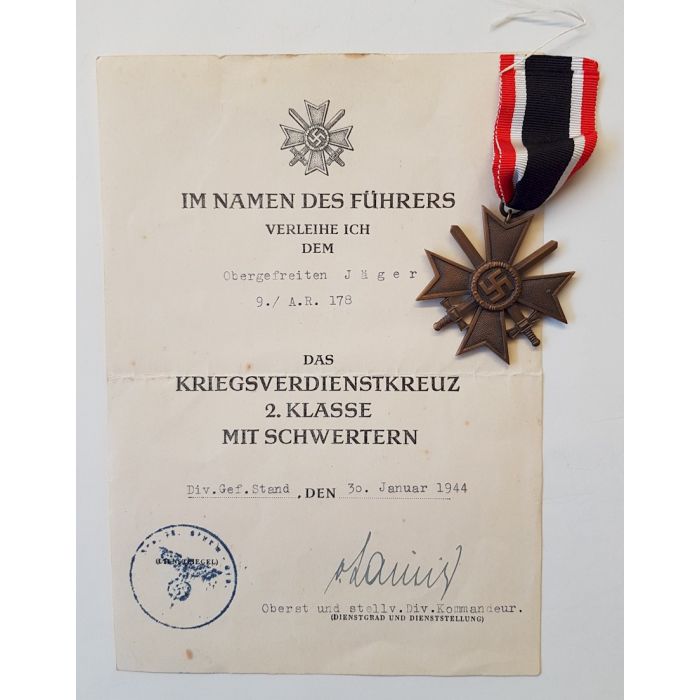 IM NAMEN DES FÜHRERS
VERLEIHE ICH
DEM
Obergefreiten Jäger
9./ A.R. 178
DAS
KRIEGSVERDIENSTKREUZ
2. KLASSE
MIT SCHWERTERN
Div.Gef.Stand , DEN 30. Januar 1944
(DIENSTSIEGEL)
Oberst und stellv.Div.Kommandeur.
(DIENSTGRAD UND DIENSTSTELLUNG)